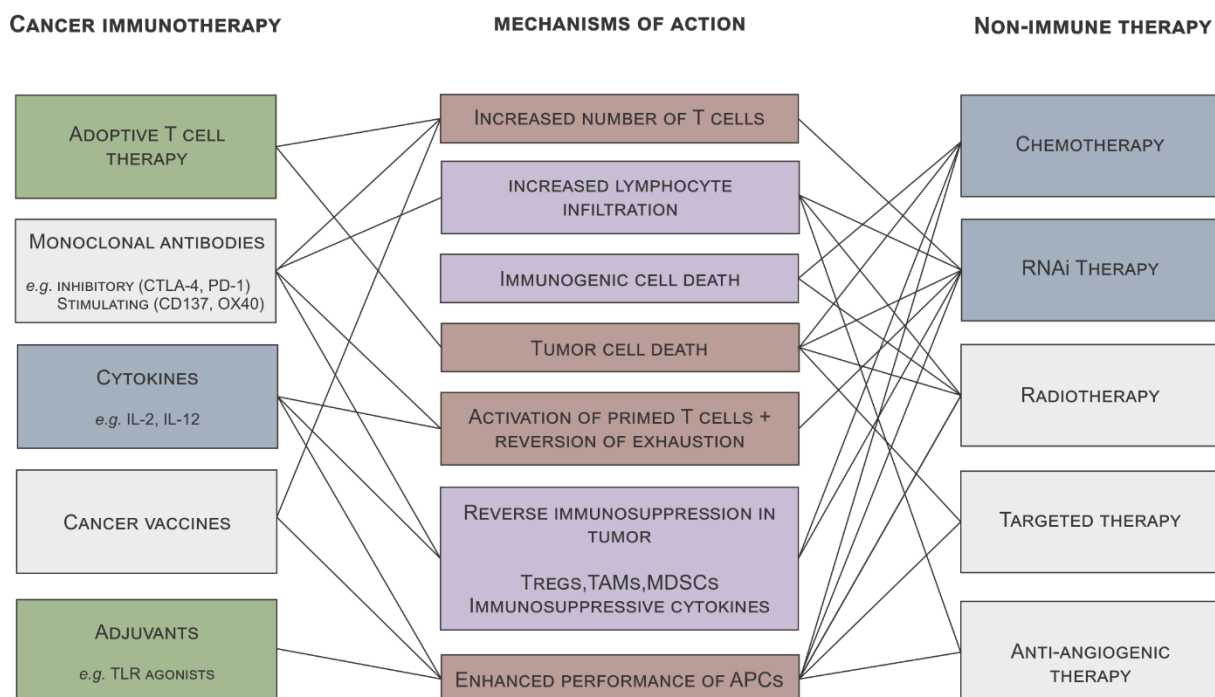 CANCER IMMUNOTHERAPY
MECHANISMS OF ACTION
NON-IMMUNE THERAPY
ADOPTIVE T CELL
THERAPY
MONOCLONAL ANTIBODIES
e.g. INHIBITORY (CTLA-4, PD-1)
STIMULATING (CD137, OX40)
CYTOKINES
e.g. IL-2, IL-12
CANCER VACCINES
ADJUVANTS
e.g. TLR AGONISTS
INCREASED NUMBER OF T CELLS
INCREASED LYMPHOCYTE
INFILTRATION
IMMUNOGENIC CELL DEATH
TUMOR CELL DEATH
ACTIVATION OF PRIMED T CELLS +
REVERSION OF EXHAUSTION
REVERSE IMMUNOSUPPRESSION IN
TUMOR
TREGS,TAMS,MDSCS
IMMUNOSUPPRESSIVE CYTOKINES
ENHANCED PERFORMANCE OF APCS
CHEMOTHERAPY
RNAi THERAPY
RADIOTHERAPY
TARGETED THERAPY
ANTI-ANGIOGENIC
THERAPY